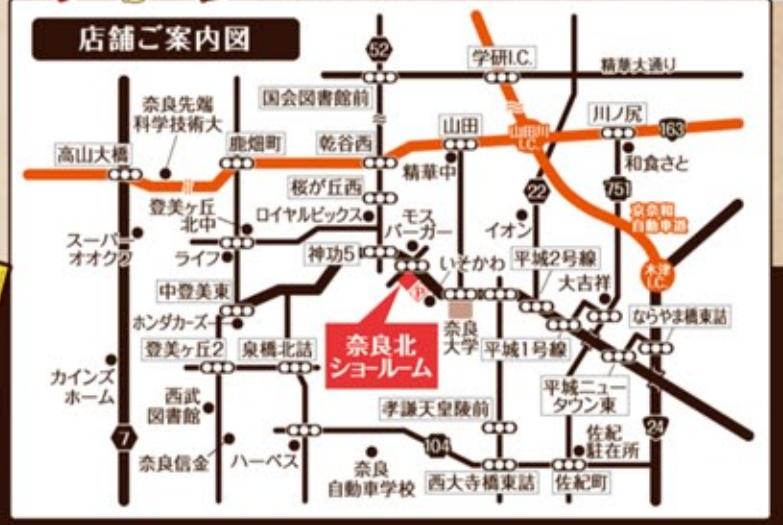 店舗ご案内図
52
学研I.C.
精華大通り
国会図書館前
奈良先端
科学技術大
高山大橋
鹿畑町
乾谷西
山田
山田川
I.C.
川ノ尻
163
精華中
和食さと
桜が丘西
登美ヶ丘
北中
ロイヤルピックス
モス
バーガー
22
751
イオン
京奈和
自動車道
スーパー
オオクワ
ライフ
神功5
いそかわ
平城2号線
木津
I.C.
大吉祥
中登美東
P
ホンダカーズ
ならやま橋東詰
奈良北
ショールーム
奈良
大学
平城1号線
登美ヶ丘2
泉橋北詰
カインズ
ホーム
平城ニュー
タウン東
西武
図書館
孝謙天皇陵前
7
104
24
佐紀
駐在所
奈良信金
ハーベス
奈良
自動車学校
西大寺橋東詰
佐紀町